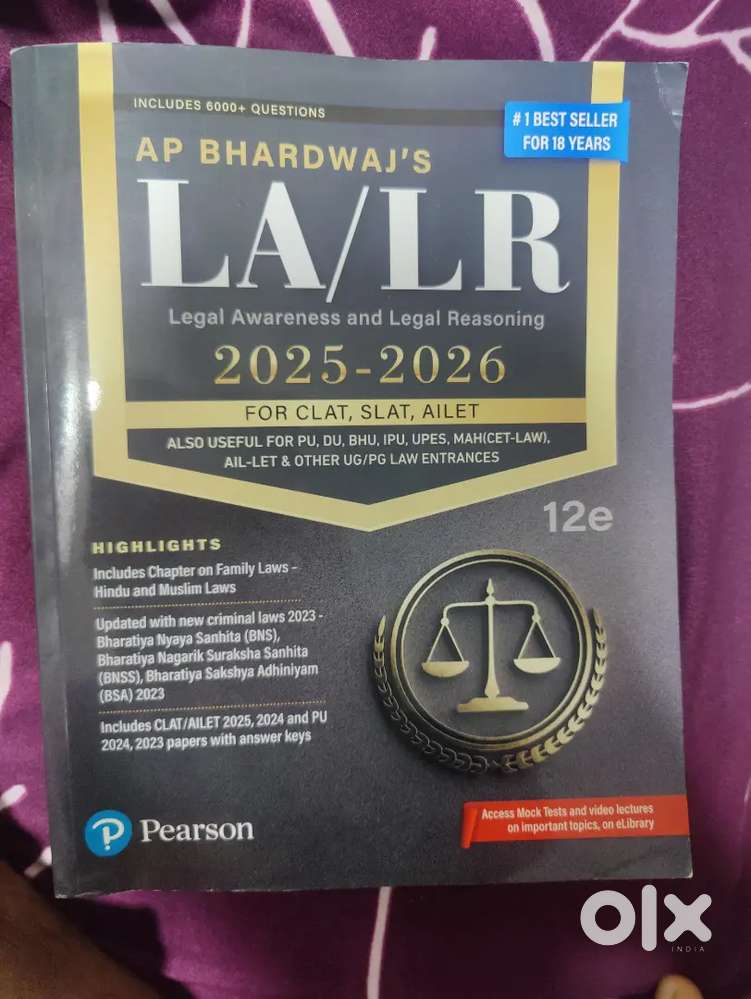 INCLUDES 6000+ QUESTIONS
#1 BEST SELLER
FOR 18 YEARS
AP BHARDWAJ'S
LA/LR
Legal Awareness and Legal Reasoning
2025-2026
FOR CLAT, SLAT, AILET
ALSO USEFUL FOR PU, DU, BHU, IPU, UPES, MAH(CET-LAW),
AIL-LET & OTHER UG/PG LAW ENTRANCES
12e
HIGHLIGHTS
Includes Chapter on Family Laws –
Hindu and Muslim Laws
Updated with new criminal laws 2023 -
Bharatiya Nyaya Sanhita (BNS),
Bharatiya Nagarik Suraksha Sanhita
(BNSS), Bharatiya Sakshya Adhiniyam
(BSA) 2023
Includes CLAT/AILET 2025, 2024 and PU
2024, 2023 papers with answer keys
Access Mock Tests and video lectures
on important topics, on eLibrary
P Pearson
olx
INDIA